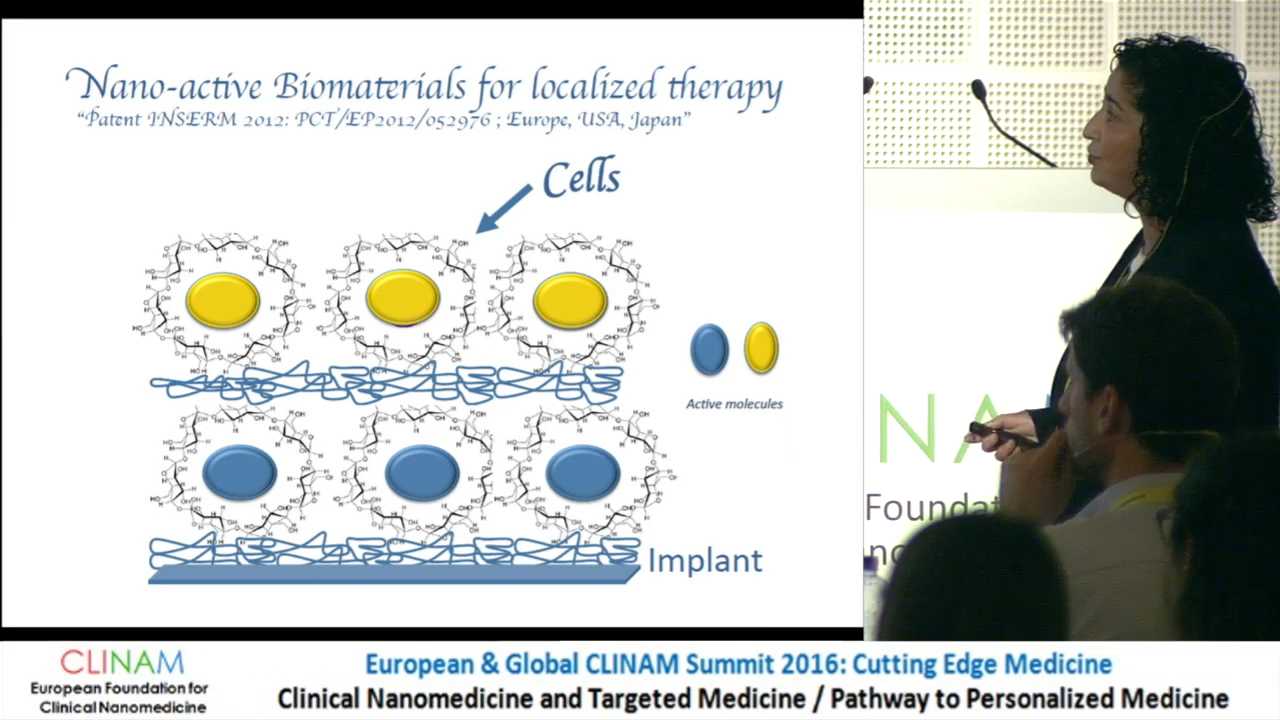 Nano-active Biomaterials for localized therapy
“Patent INSERM 2012: PCT/EP2012/052976 ; Europe, USA, Japan”
Cells
Active molecules
Implant
NA
Foundat
CLINAM
European Foundation for
Clinical Nanomedicine
European & Global CLINAM Summit 2016: Cutting Edge Medicine
Clinical Nanomedicine and Targeted Medicine / Pathway to Personalized Medicine